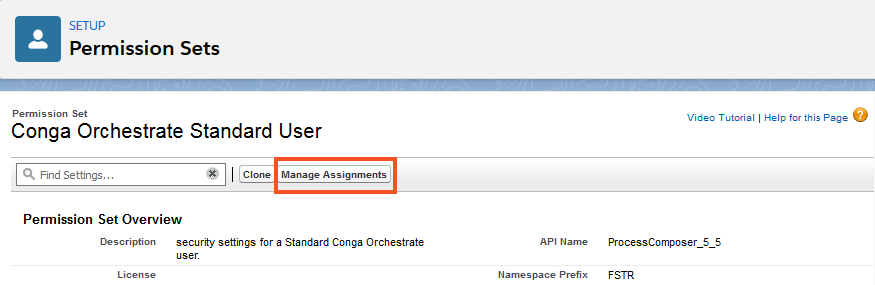 SETUP
Permission Sets
Permission Set
Conga Orchestrate Standard User
Video Tutorial | Help for this Page ?
Find Settings... | Clone Manage Assignments
Permission Set Overview
Description security settings for a Standard Conga Orchestrate user. API Name ProcessComposer_5_5
License Namespace Prefix FSTR